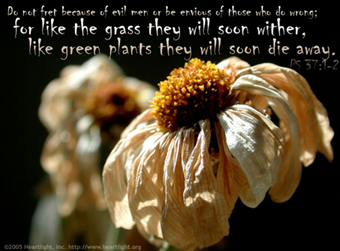 Do not fret because of evil men or be envious of those who do wrong;
for like the grass they will soon wither,
like green plants they will soon die away.
Ps 37:1-2
©2005 Heartlight, Inc. http://www.heartlight.org